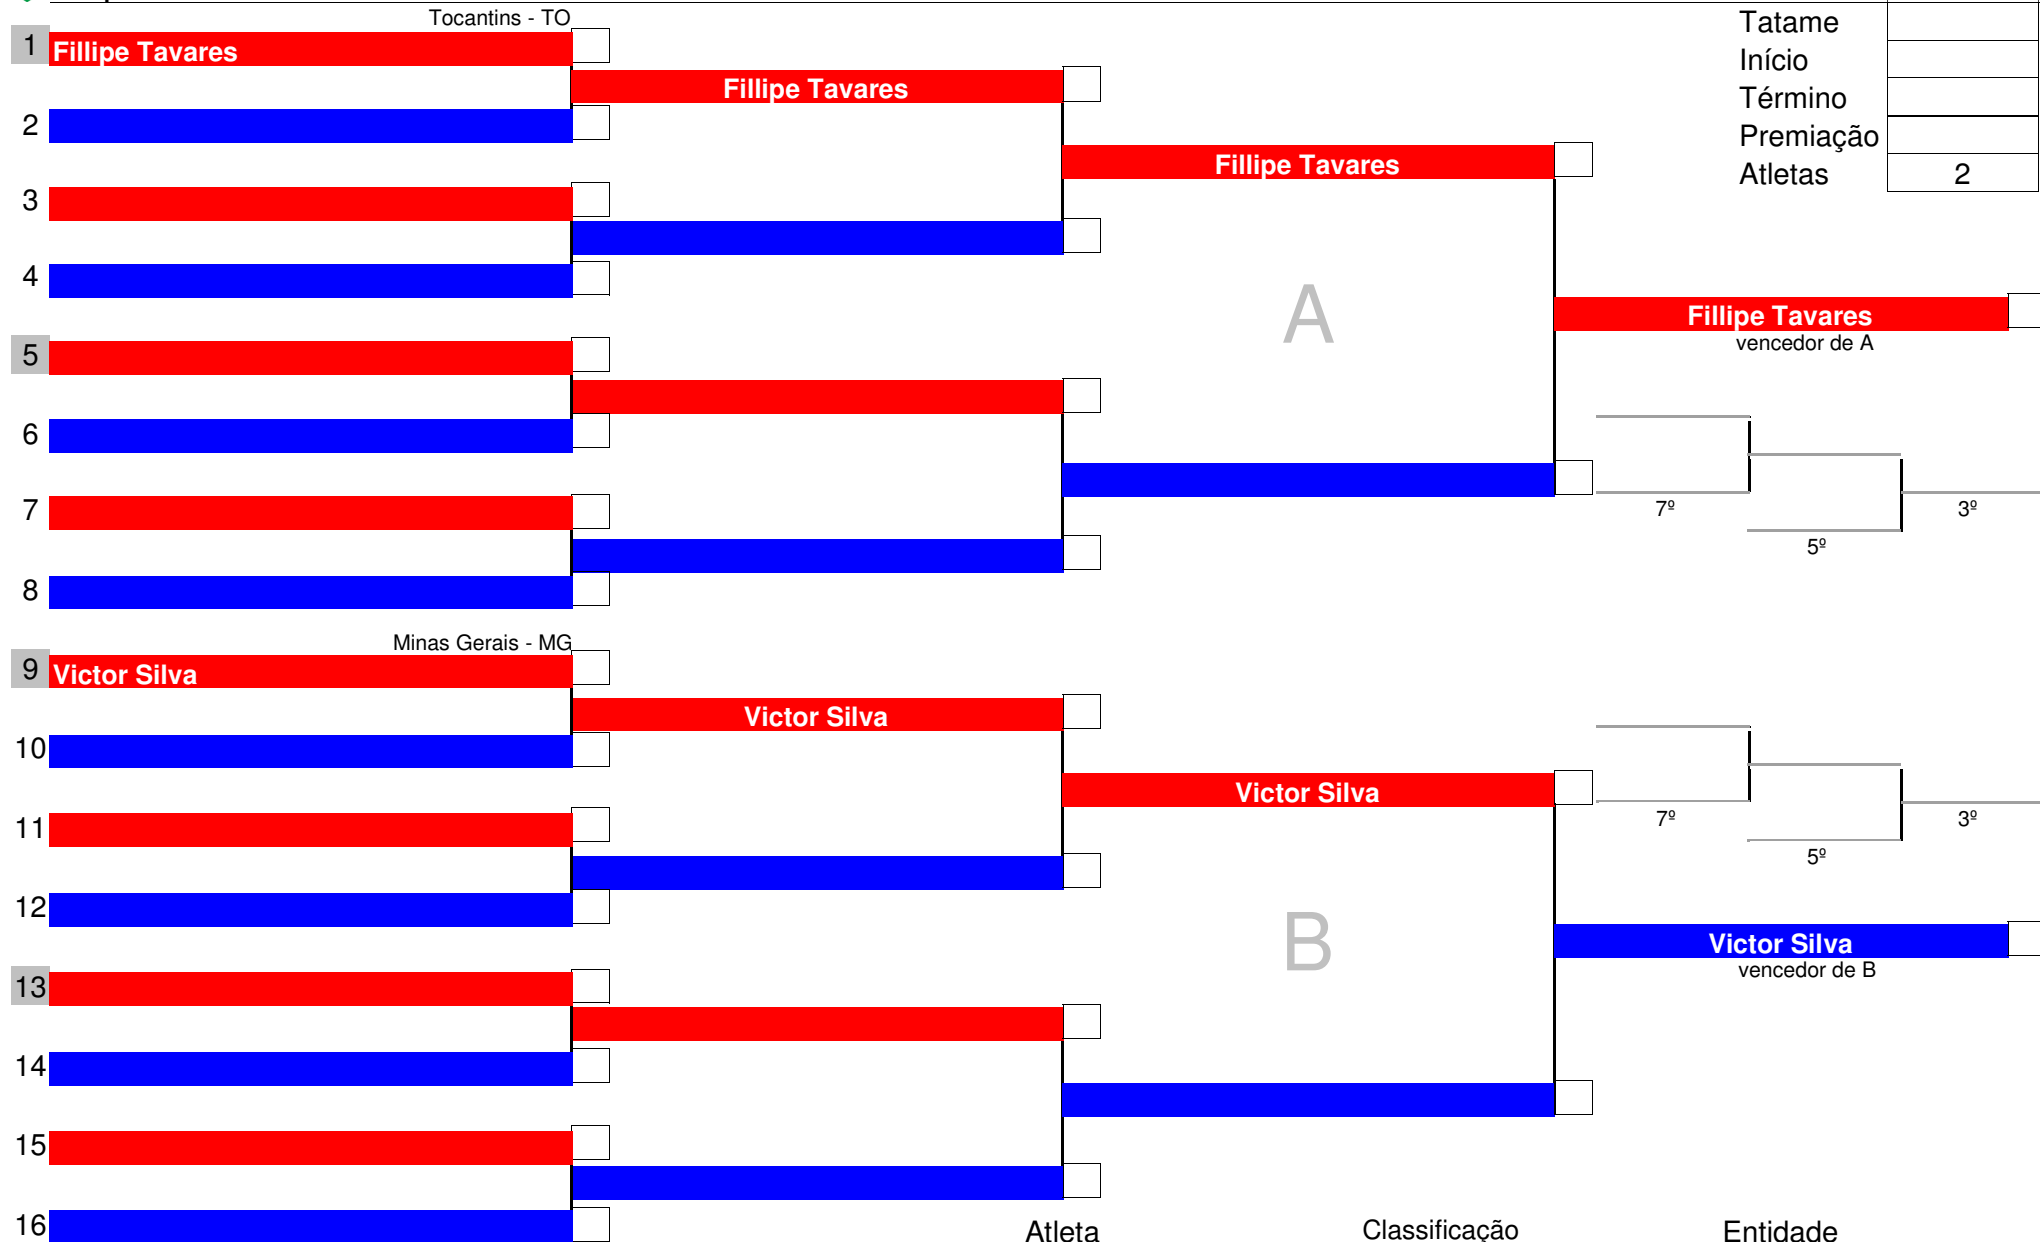 Tocantins - TO
Tatame
1 Fillipe Tavares
Fillipe Tavares
Início
Término
2
Premiação
Fillipe Tavares
Atletas 2
3
4
A
Fillipe Tavares
vencedor de A
5
6
7
7º 3º
5º
8
Minas Gerais - MG
9 Victor Silva
Victor Silva
10
Victor Silva
11
7º 3º
5º
12
B
Victor Silva
vencedor de B
13
14
15
16
Atleta Classificação Entidade